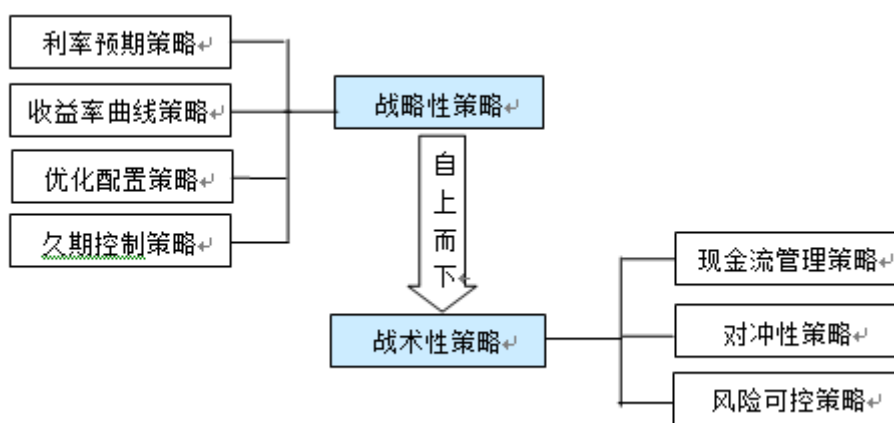 利率预期策略
收益率曲线策略
优化配置策略
久期控制策略
战略性策略
自
上
而
下
战术性策略
现金流管理策略
对冲性策略
风险可控策略